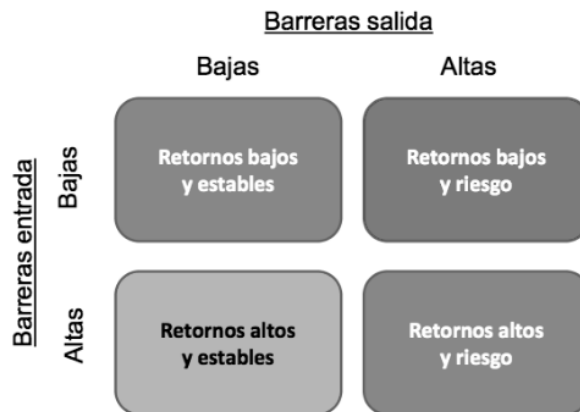 Barreras salida
Bajas
Altas
Barreras entrada
Bajas
Retornos bajos
y estables
Retornos bajos
y riesgo
Altas
Retornos altos
y estables
Retornos altos
y riesgo